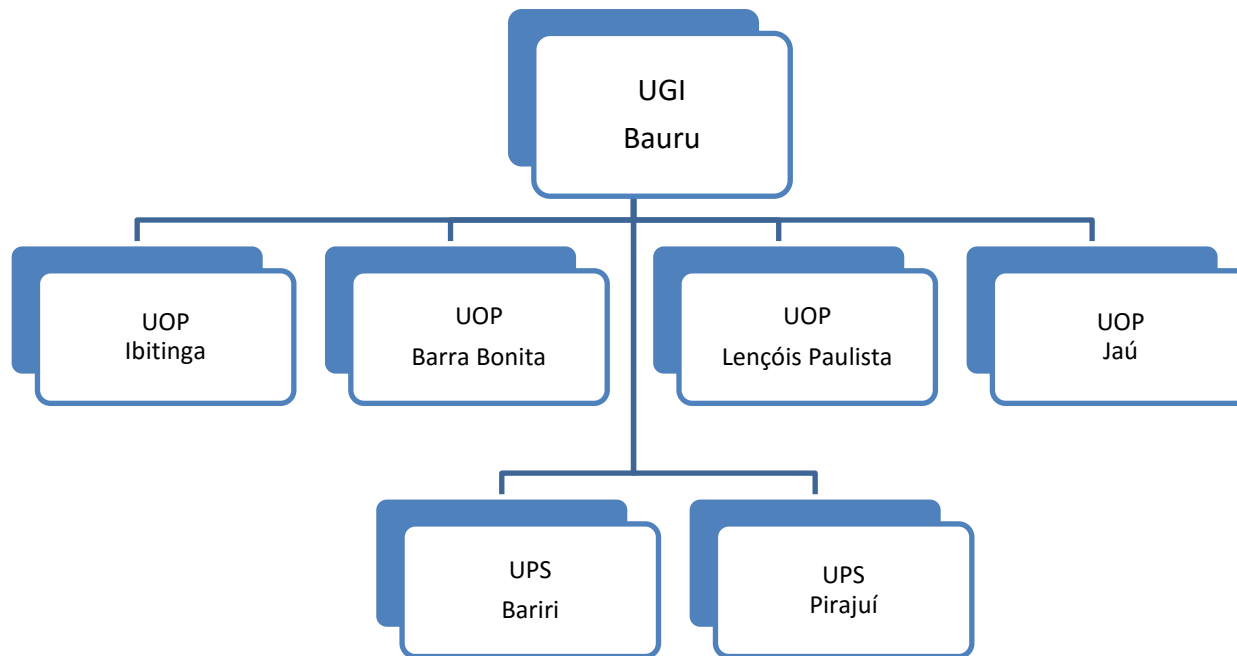 UGI
Bauru
UOP
Ibitinga
UOP
Barra Bonita
UOP
Lençóis Paulista
UOP
Jaú
UPS
Bariri
UPS
Pirajuí